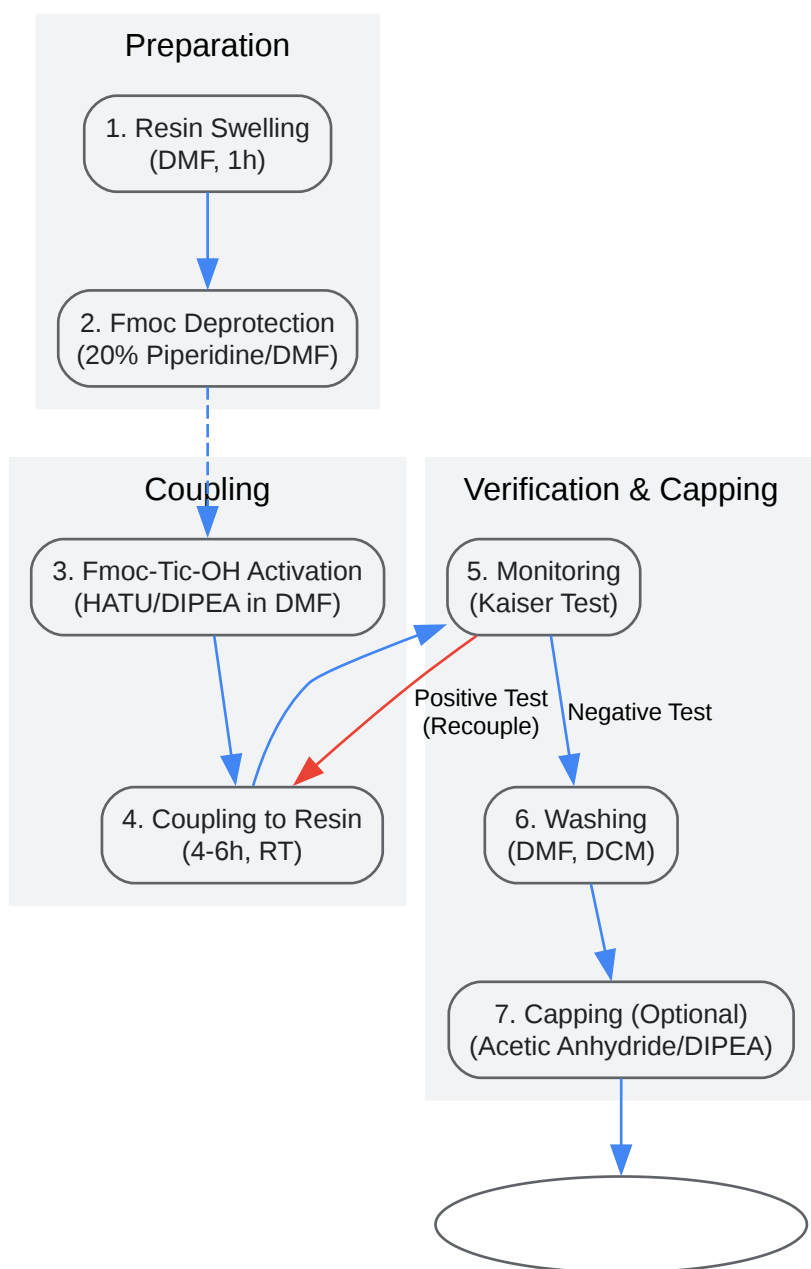 Preparation
1. Resin Swelling
(DMF, 1h)
2. Fmoc Deprotection
(20% Piperidine/DMF)
Coupling
3. Fmoc-Tic-OH Activation
(HATU/DIPEA in DMF)
4. Coupling to Resin
(4-6h, RT)
Verification & Capping
5. Monitoring
(Kaiser Test)
Positive Test
(Recouple)
Negative Test
6. Washing
(DMF, DCM)
7. Capping (Optional)
(Acetic Anhydride/DIPEA)